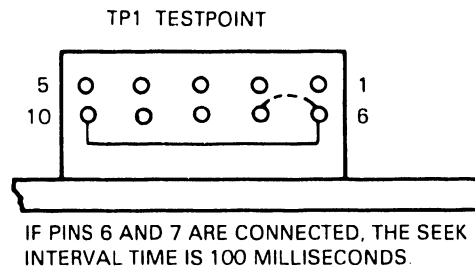 TP1 TESTPOINT
5 1
10 6
IF PINS 6 AND 7 ARE CONNECTED, THE SEEK
INTERVAL TIME IS 100 MILLISECONDS.